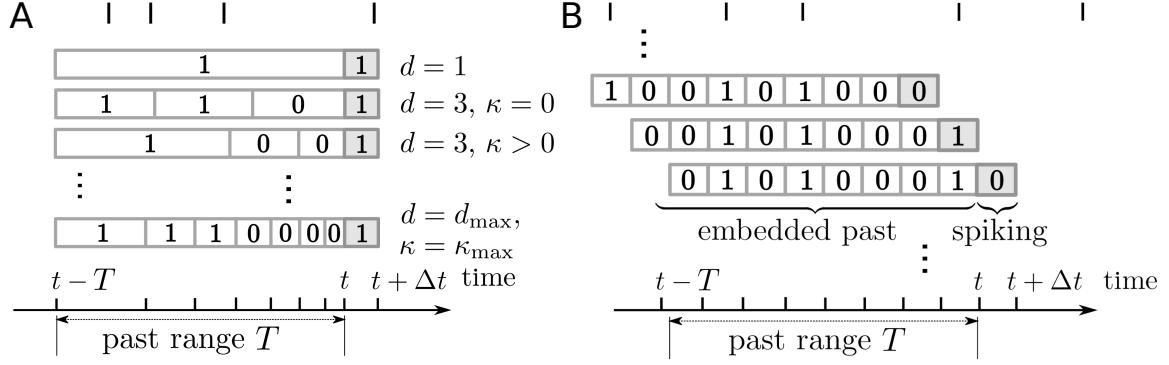 A
1 1 d = 1
1 1 0 1 d = 3, κ = 0
1 0 0 1 d = 3, κ > 0
⋮ ⋮
1 1 1 0 0 0 0 1 d = d_max,
κ = κ_max
t − T t t + Δt time
past range T
B
⋮
1 0 0 1 0 1 0 0 0
0 0 1 0 1 0 0 0 1
0 1 0 1 0 0 0 1 0
embedded past spiking
⋮
t − T t t + Δt time
past range T